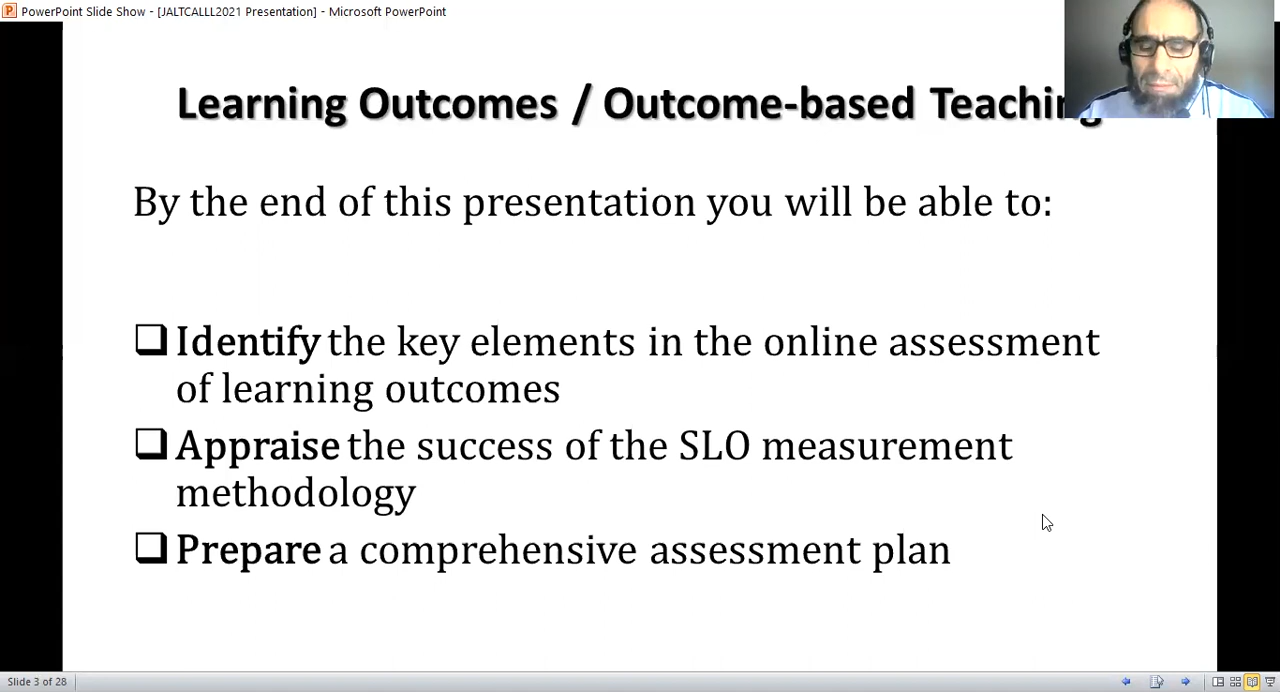 PowerPoint Slide Show - [JALTCALLL2021 Presentation] - Microsoft PowerPoint
Learning Outcomes / Outcome-based Teaching
By the end of this presentation you will be able to:
❑ Identify the key elements in the online assessment
of learning outcomes
❑ Appraise the success of the SLO measurement
methodology
❑ Prepare a comprehensive assessment plan
Slide 3 of 28